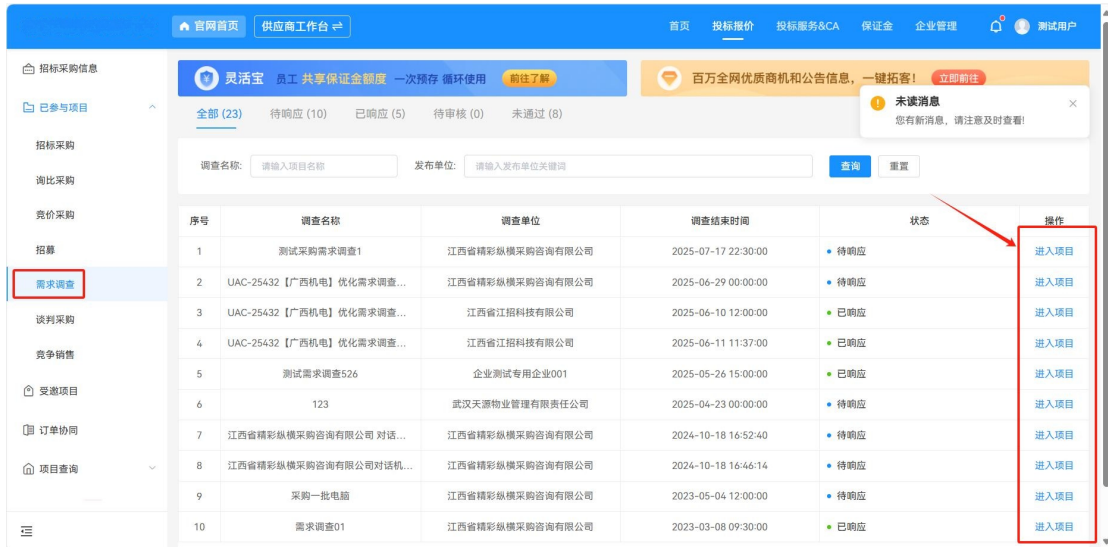 官网首页 供应商工作台 首页 投标报价 投标服务&CA 保证金 企业管理 测试用户
招标采购信息
已参与项目
招标采购
询比采购
竞价采购
招募
需求调查
谈判采购
竞争销售
受邀项目
订单协同
项目查询
灵活宝 员工 共享保证金额度 一次预存 循环使用 前往了解
百万全网优质商机和公告信息，一键拓客！ 立即前往
未读消息
您有新消息，请注意及时查看!
全部 (23) 待响应 (10) 已响应 (5) 待审核 (0) 未通过 (8)
调查名称: 请输入项目名称 发布单位: 请输入发布单位关键词 查询 重置
序号 调查名称 调查单位 调查结束时间 状态 操作
1 测试采购需求调查1 江西省精彩纵横采购咨询有限公司 2025-07-17 22:30:00 待响应 进入项目
2 UAC-25432【广西机电】优化需求调查... 江西省精彩纵横采购咨询有限公司 2025-06-29 00:00:00 待响应 进入项目
3 UAC-25432【广西机电】优化需求调查... 江西省江招科技有限公司 2025-06-10 12:00:00 已响应 进入项目
4 UAC-25432【广西机电】优化需求调查... 江西省江招科技有限公司 2025-06-11 11:37:00 已响应 进入项目
5 测试需求调查526 企业测试专用企业001 2025-05-26 15:00:00 已响应 进入项目
6 123 武汉天源物业管理有限责任公司 2025-04-23 00:00:00 待响应 进入项目
7 江西省精彩纵横采购咨询有限公司 对话... 江西省精彩纵横采购咨询有限公司 2024-10-18 16:52:40 待响应 进入项目
8 江西省精彩纵横采购咨询有限公司对话机... 江西省精彩纵横采购咨询有限公司 2024-10-18 16:46:14 待响应 进入项目
9 采购一批电脑 江西省精彩纵横采购咨询有限公司 2023-05-04 12:00:00 待响应 进入项目
10 需求调查01 江西省精彩纵横采购咨询有限公司 2023-03-08 09:30:00 已响应 进入项目